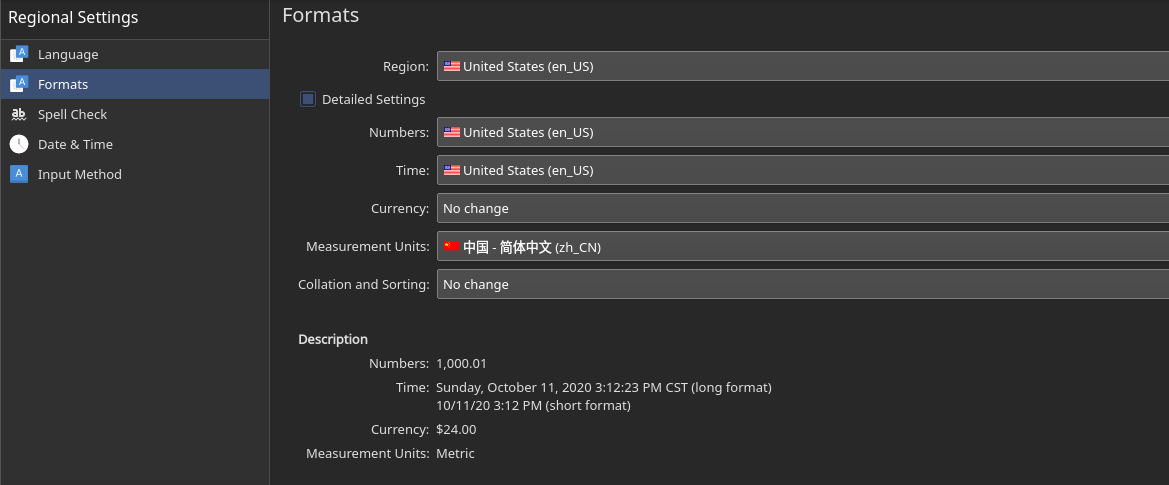 Regional Settings
Language
Formats
Spell Check
Date & Time
Input Method
Formats
Region: United States (en_US)
Detailed Settings
Numbers: United States (en_US)
Time: United States (en_US)
Currency: No change
Measurement Units: 中国 - 简体中文 (zh_CN)
Collation and Sorting: No change
Description
Numbers: 1,000.01
Time: Sunday, October 11, 2020 3:12:23 PM CST (long format)
10/11/20 3:12 PM (short format)
Currency: $24.00
Measurement Units: Metric